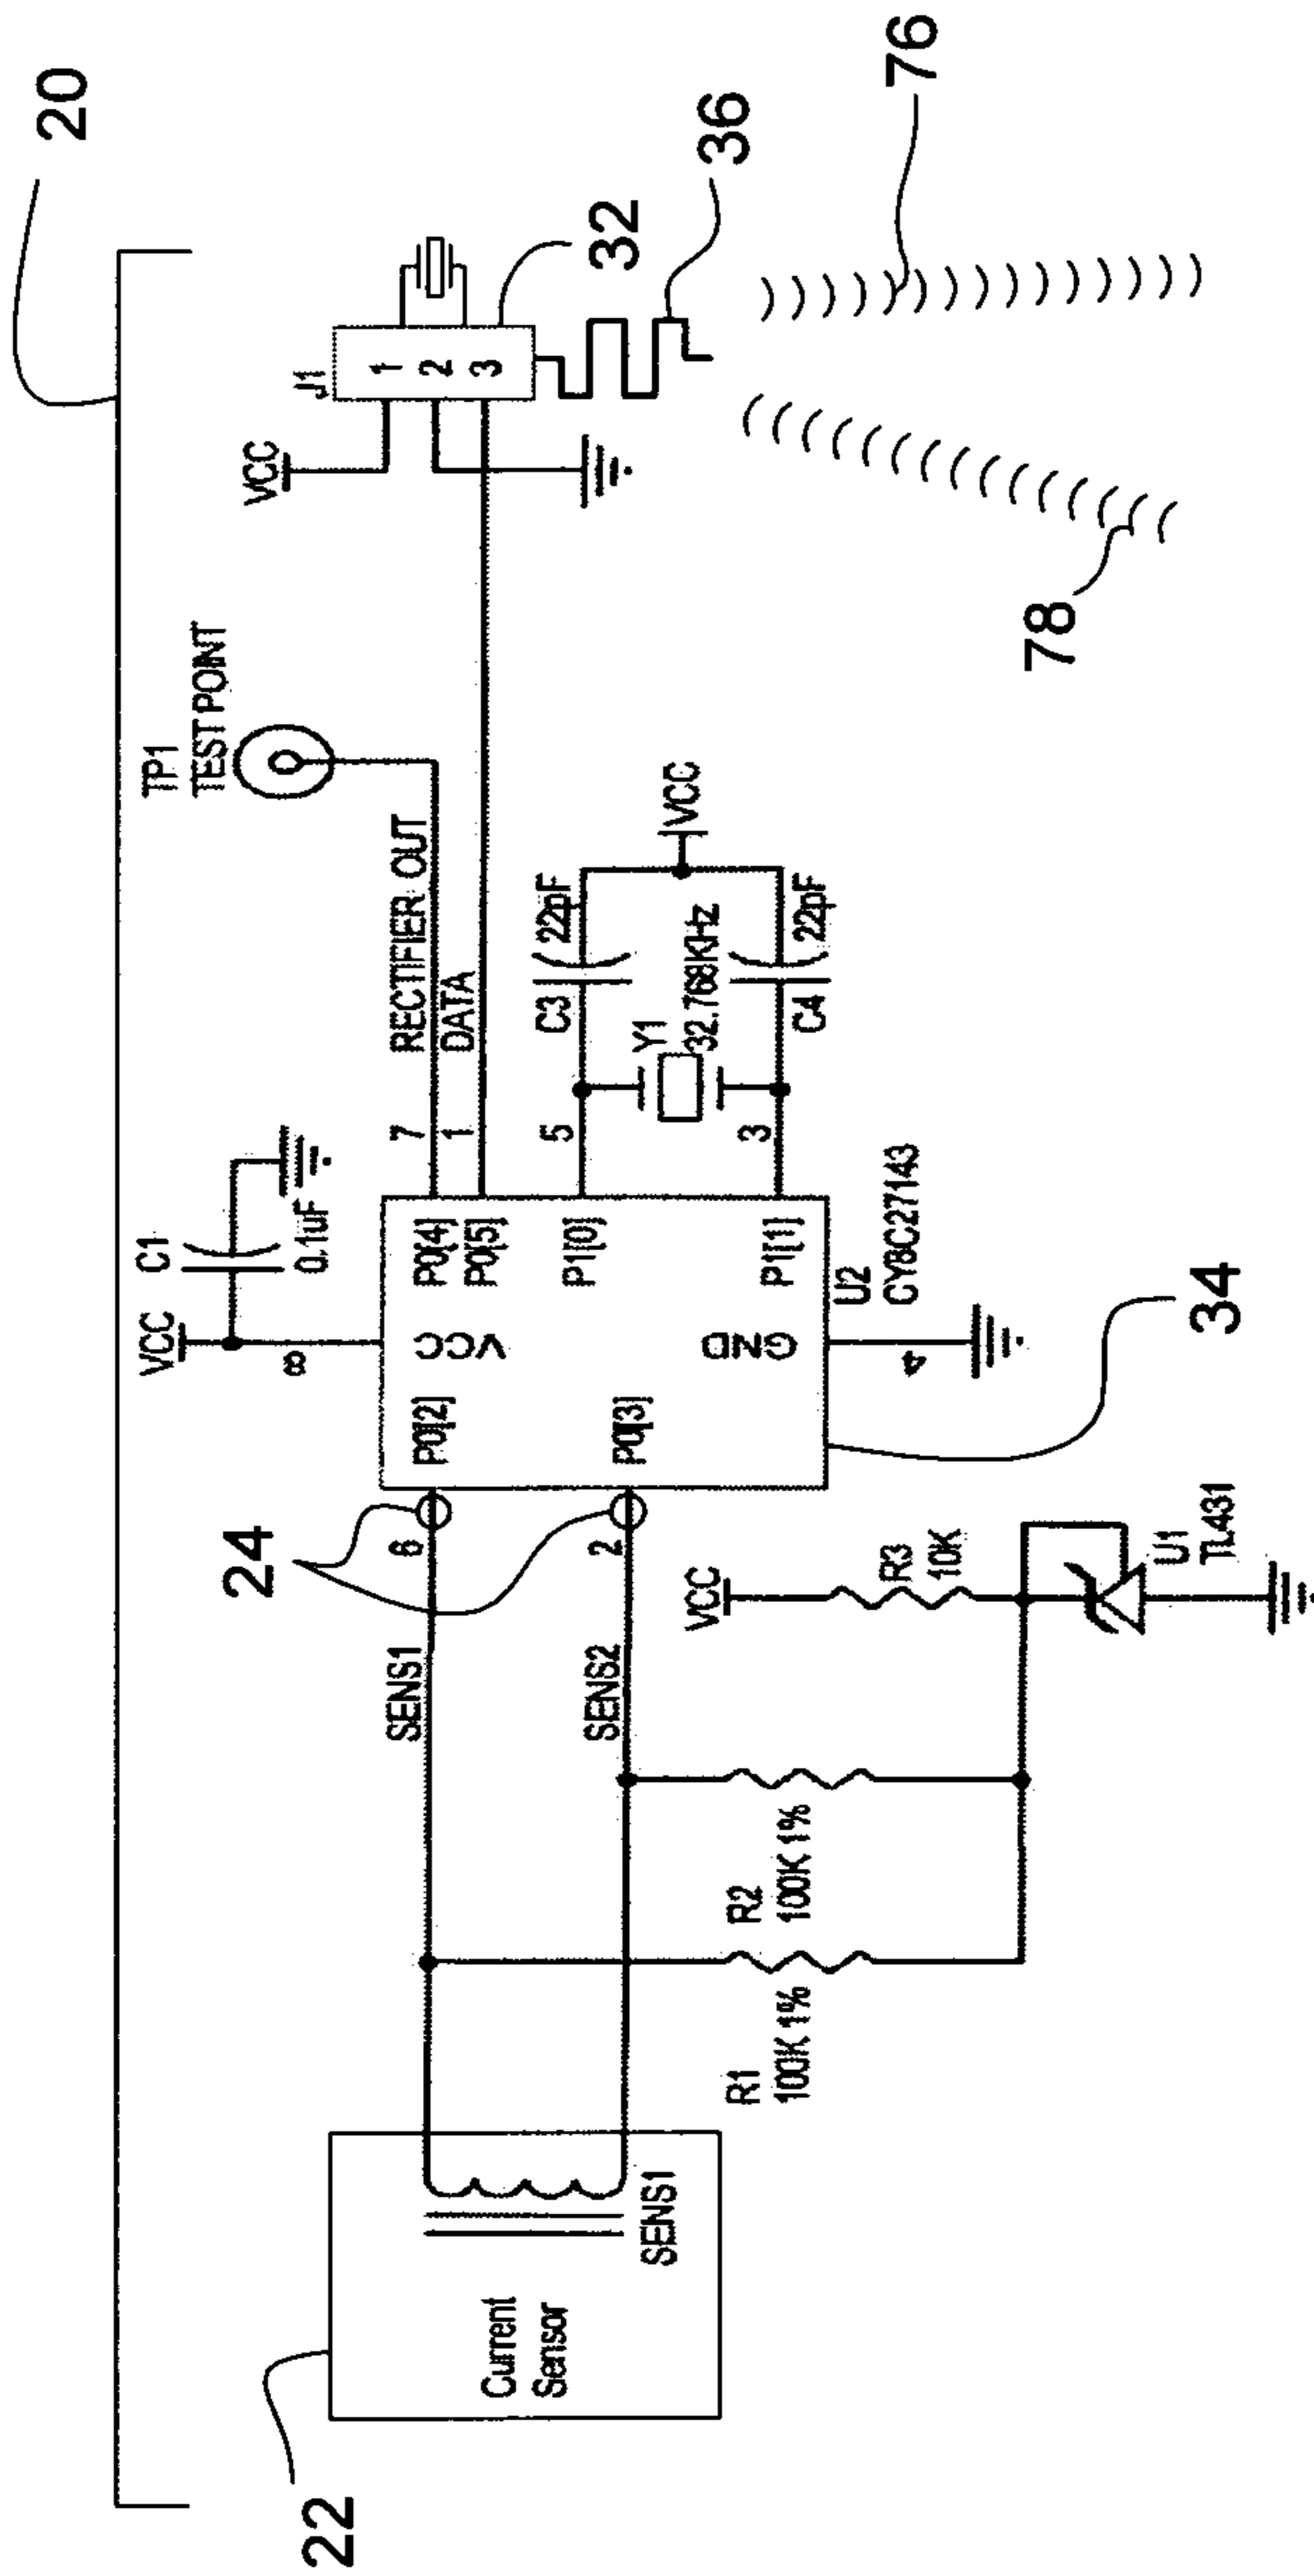 20
22
Current
Sensor
SENS1
R1
100K 1%
R2
100K 1%
SENS1
SENS2
24
6
2
VCC
R3
10K
U1
TL431
VCC
C1
0.1uF
8
P0[2]
P0[3]
VCC
GND
P0[4]
P0[5]
P1[0]
P1[1]
U2
CY8C27143
4
34
7
1
5
3
RECTIFIER OUT
DATA
TP1
TEST POINT
C3
22pF
Y1
32.768KHz
C4
22pF
VCC
VCC
J1
1
2
3
32
36
76
78